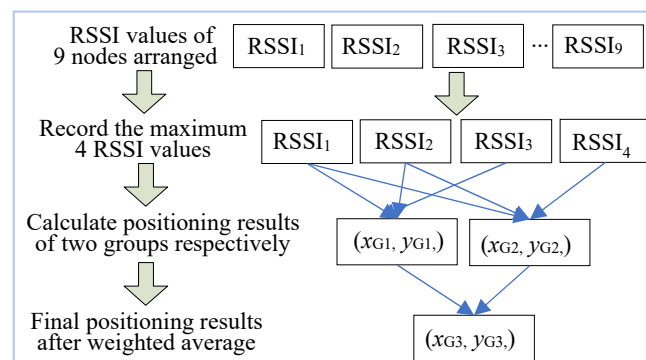 RSSI values of
9 nodes arranged
RSSI1 RSSI2 RSSI3 ... RSSI9
Record the maximum
4 RSSI values
RSSI1 RSSI2 RSSI3 RSSI4
Calculate positioning results
of two groups respectively
(xG1, yG1,) (xG2, yG2,)
Final positioning results
after weighted average
(xG3, yG3,)